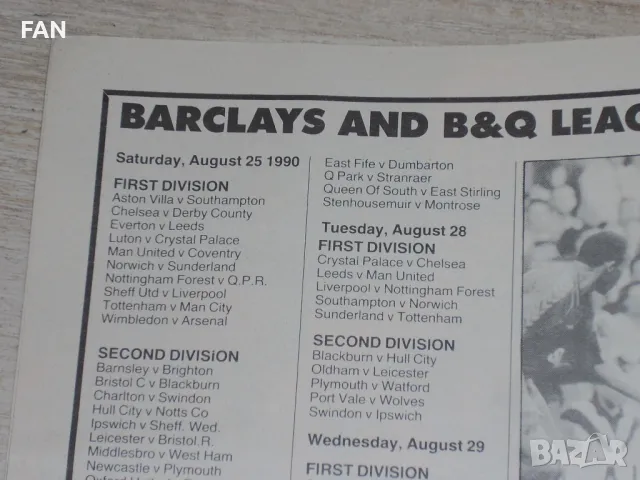 FAN
BARCLAYS AND B&Q LEAG
Saturday, August 25 1990
FIRST DIVISION
Aston Villa v Southampton
Chelsea v Derby County
Everton v Leeds
Luton v Crystal Palace
Man United v Coventry
Norwich v Sunderland
Nottingham Forest v Q.P.R.
Sheff Utd v Liverpool
Tottenham v Man City
Wimbledon v Arsenal
SECOND DIVISION
Barnsley v Brighton
Bristol C v Blackburn
Charlton v Swindon
Hull City v Notts Co
Ipswich v Sheff. Wed.
Leicester v Bristol.R.
Middlesbro v West Ham
Newcastle v Plymouth
East Fife v Dumbarton
Q Park v Stranraer
Queen Of South v East Stirling
Stenhousemuir v Montrose
Tuesday, August 28
FIRST DIVISION
Crystal Palace v Chelsea
Leeds v Man United
Liverpool v Nottingham Forest
Southampton v Norwich
Sunderland v Tottenham
SECOND DIVISION
Blackburn v Hull City
Oldham v Leicester
Plymouth v Watford
Port Vale v Wolves
Swindon v Ipswich
Wednesday, August 29
FIRST DIVISION
BAZAR